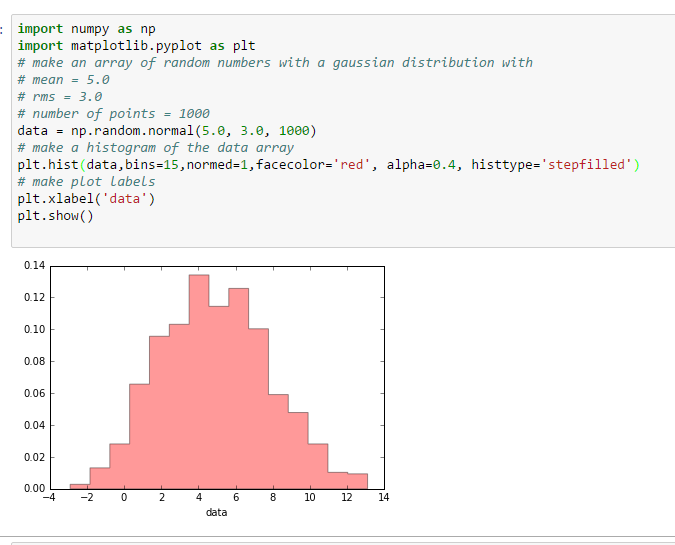 :
import numpy as np
import matplotlib.pyplot as plt
# make an array of random numbers with a gaussian distribution with
# mean = 5.0
# rms = 3.0
# number of points = 1000
data = np.random.normal(5.0, 3.0, 1000)
# make a histogram of the data array
plt.hist(data,bins=15,normed=1,facecolor='red', alpha=0.4, histtype='stepfilled')
# make plot labels
plt.xlabel('data')
plt.show()
0.14
0.12
0.10
0.08
0.06
0.04
0.02
0.00
−4 −2 0 2 4 6 8 10 12 14
data